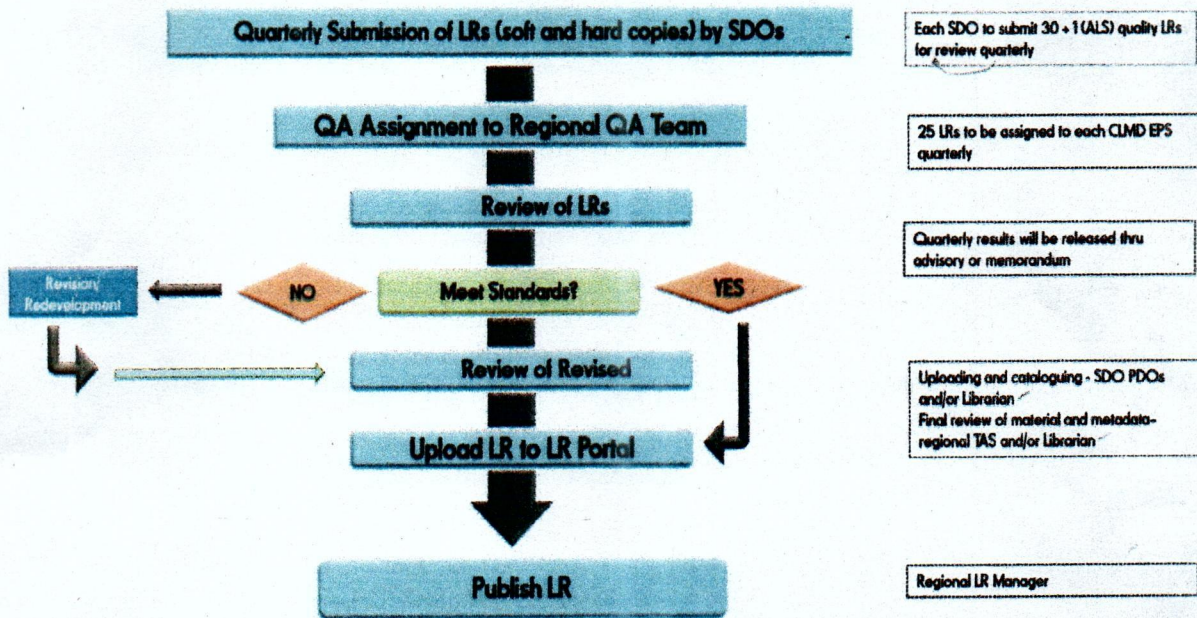 Quarterly Submission of LRs (soft and hard copies) by SDOs
Each SDO to submit 30 + 1(ALS) quality LRs
for review quarterly
QA Assignment to Regional QA Team
25 LRs to be assigned to each CLMD EPS
quarterly
Review of LRs
Quarterly results will be released thru
advisory or memorandum
Revision/
Redevelopment
NO
Meet Standards?
YES
Review of Revised
Uploading and cataloguing - SDO PDOs
and/or Librarian
Final review of material and metadata-
regional TAS and/or Librarian
Upload LR to LR Portal
Publish LR
Regional LR Manager